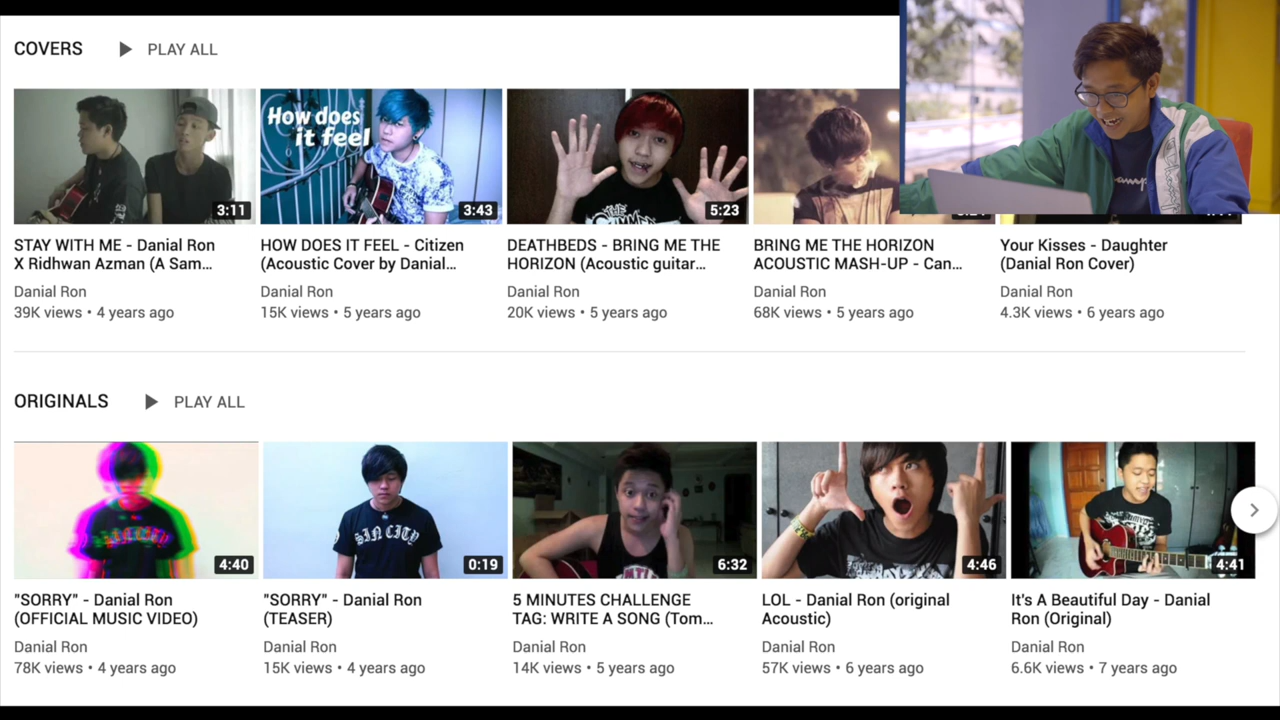 COVERS PLAY ALL
How does
it feel
3:11
3:43
5:23
STAY WITH ME - Danial Ron
X Ridhwan Azman (A Sam...
HOW DOES IT FEEL - Citizen
(Acoustic Cover by Danial...
DEATHBEDS - BRING ME THE
HORIZON (Acoustic guitar...
BRING ME THE HORIZON
ACOUSTIC MASH-UP - Can...
Your Kisses - Daughter
(Danial Ron Cover)
Danial Ron
39K views • 4 years ago
Danial Ron
15K views • 5 years ago
Danial Ron
20K views • 5 years ago
Danial Ron
68K views • 5 years ago
Danial Ron
4.3K views • 6 years ago
ORIGINALS PLAY ALL
SIN CITY
4:40
0:19
6:32
4:46
4:41
"SORRY" - Danial Ron
(OFFICIAL MUSIC VIDEO)
"SORRY" - Danial Ron
(TEASER)
5 MINUTES CHALLENGE
TAG: WRITE A SONG (Tom...
LOL - Danial Ron (original
Acoustic)
It's A Beautiful Day - Danial
Ron (Original)
Danial Ron
78K views • 4 years ago
Danial Ron
15K views • 4 years ago
Danial Ron
14K views • 5 years ago
Danial Ron
57K views • 6 years ago
Danial Ron
6.6K views • 7 years ago